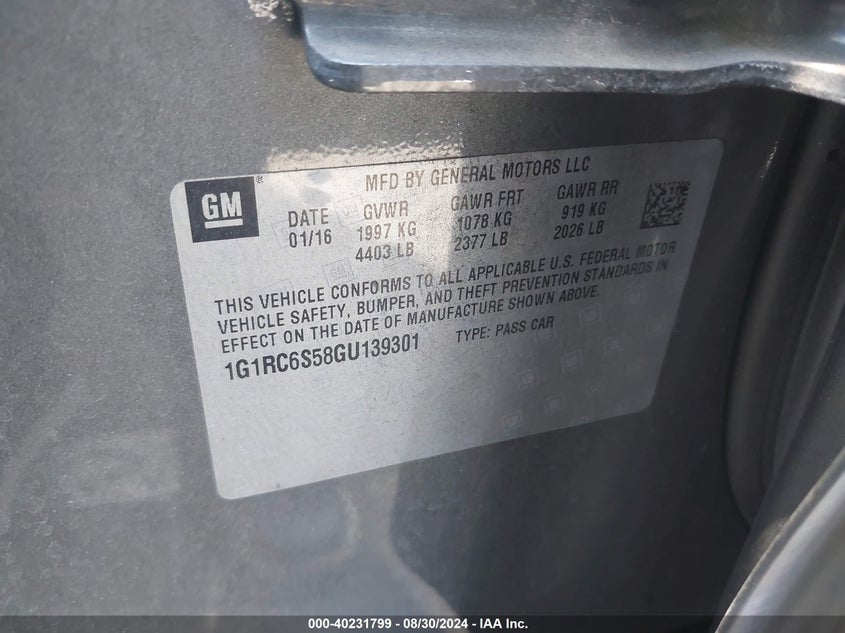 GM ®
MFD BY GENERAL MOTORS LLC
DATE GVWR GAWR FRT GAWR RR
01/16 1997 KG 1078 KG 919 KG
4403 LB 2377 LB 2026 LB
THIS VEHICLE CONFORMS TO ALL APPLICABLE U.S. FEDERAL MOTOR
VEHICLE SAFETY, BUMPER, AND THEFT PREVENTION STANDARDS IN
EFFECT ON THE DATE OF MANUFACTURE SHOWN ABOVE.
1G1RC6S58GU139301 TYPE: PASS CAR
000-40231799 - 08/30/2024 - IAA Inc.